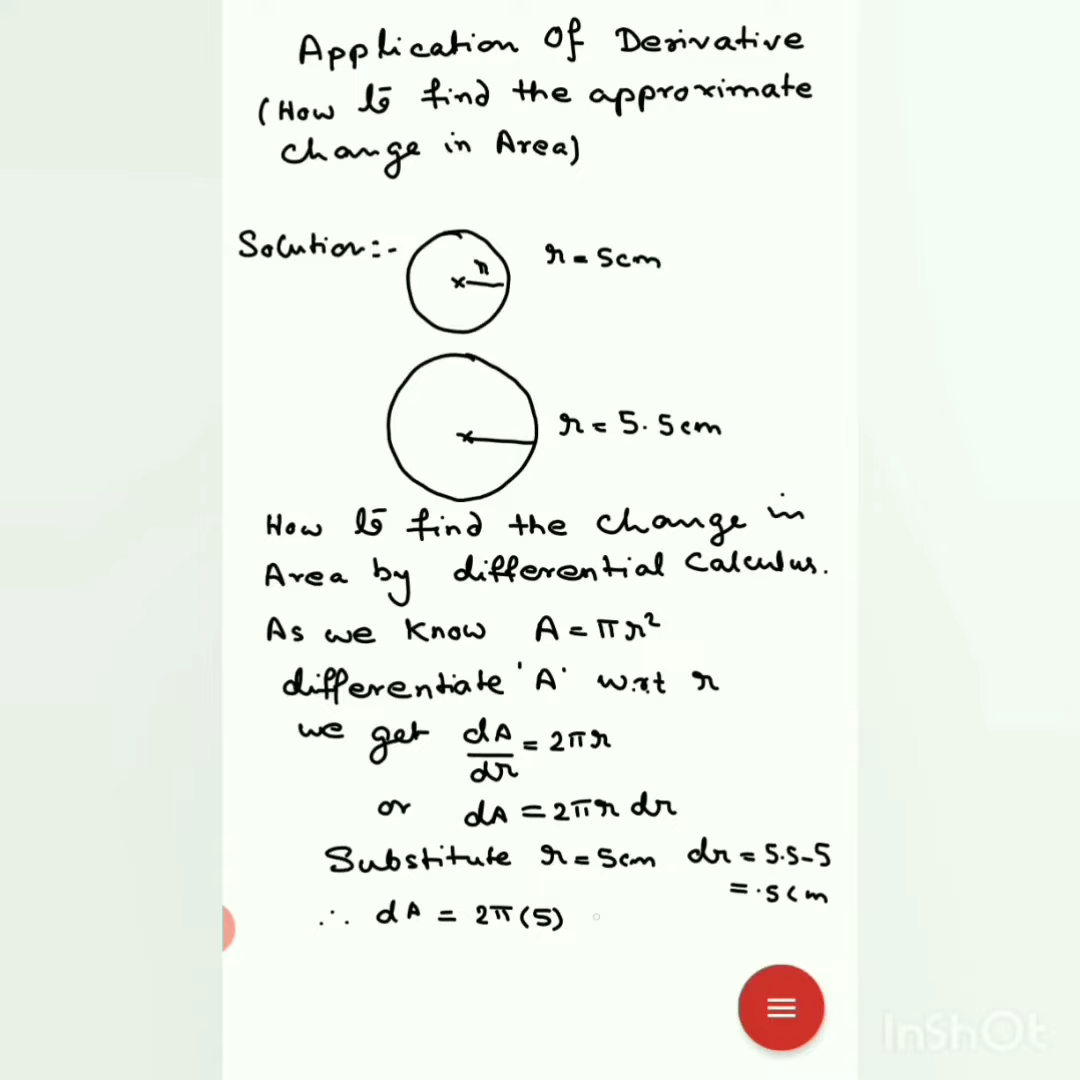 Application Of Derivative
(How to find the approximate
change in Area)
Solution:-
r
r = 5cm
r = 5.5cm
How to find the change in
Area by differential Calculus.
As we know A = πr²
differentiate 'A' w.r.t r
we get dA/dr = 2πr
or dA = 2πr dr
Substitute r = 5cm dr = 5.5-5
= .5cm
∴ dA = 2π(5)
InShOt